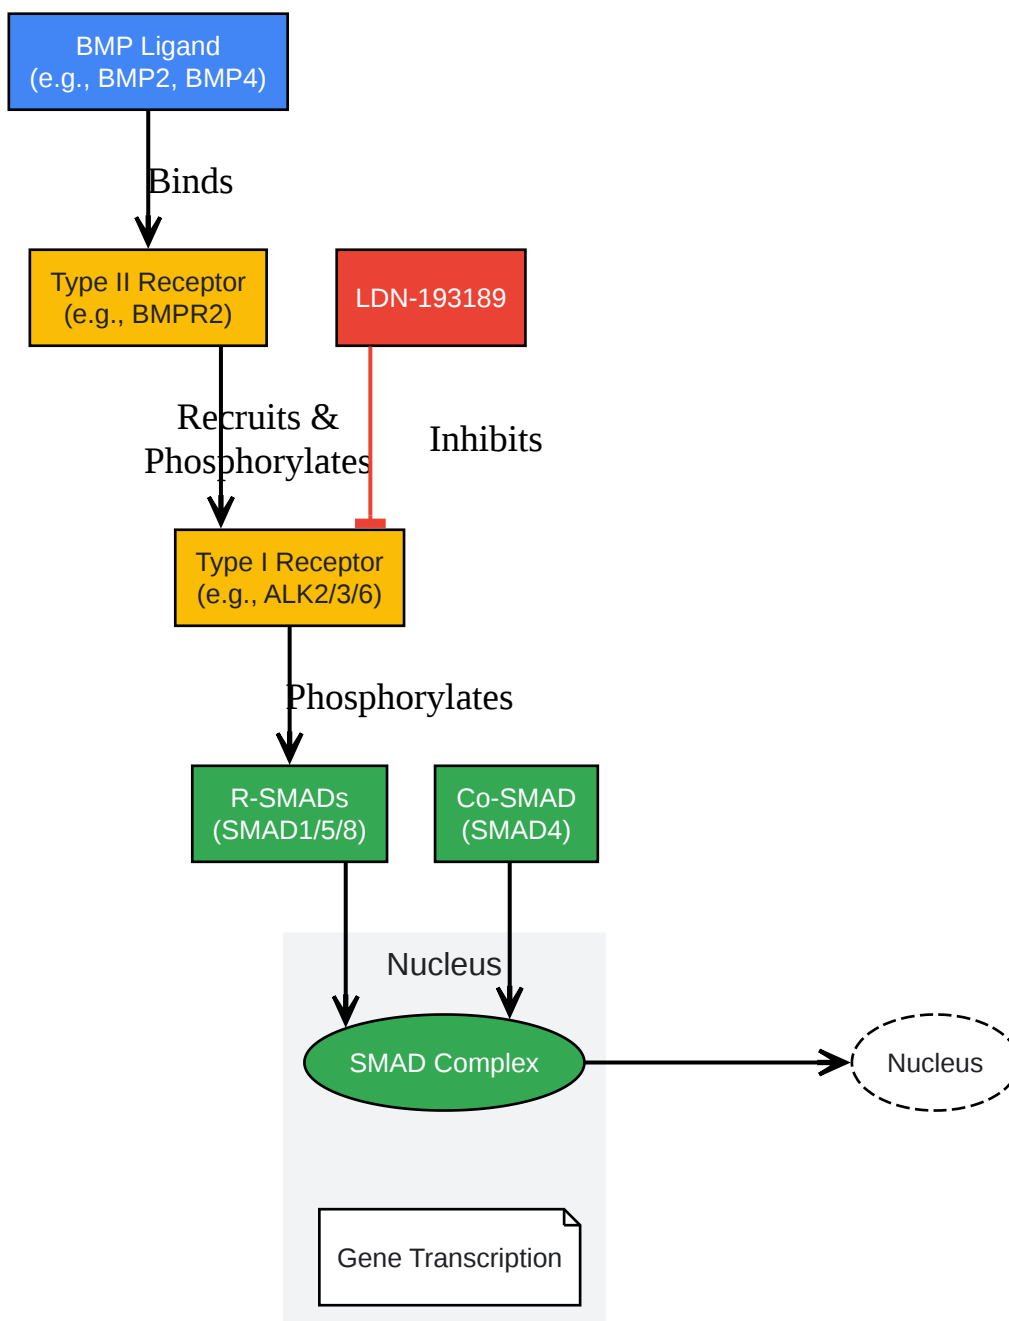 BMP Ligand
(e.g., BMP2, BMP4)
Binds
Type II Receptor
(e.g., BMPR2)
LDN-193189
Recruits &
Phosphorylates
Inhibits
Type I Receptor
(e.g., ALK2/3/6)
Phosphorylates
R-SMADs
(SMAD1/5/8)
Co-SMAD
(SMAD4)
Nucleus
SMAD Complex
Nucleus
Gene Transcription